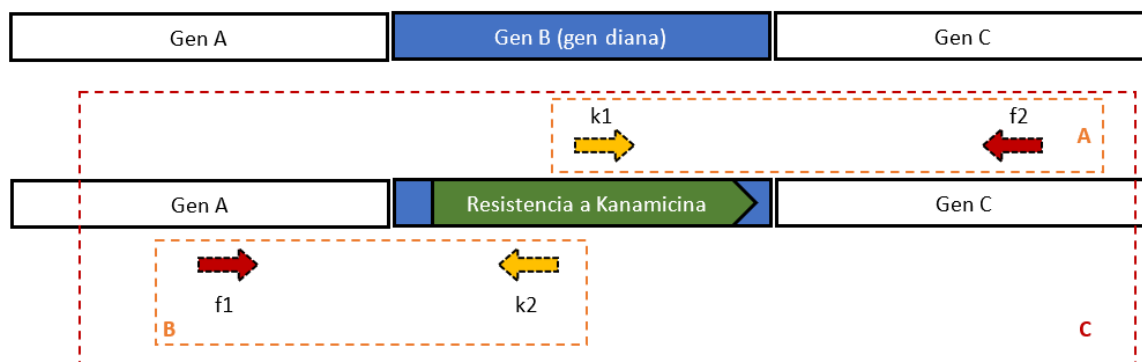 Gen A
Gen B (gen diana)
Gen C
k1
f2
A
Gen A
Resistencia a Kanamicina
Gen C
f1
k2
B
C